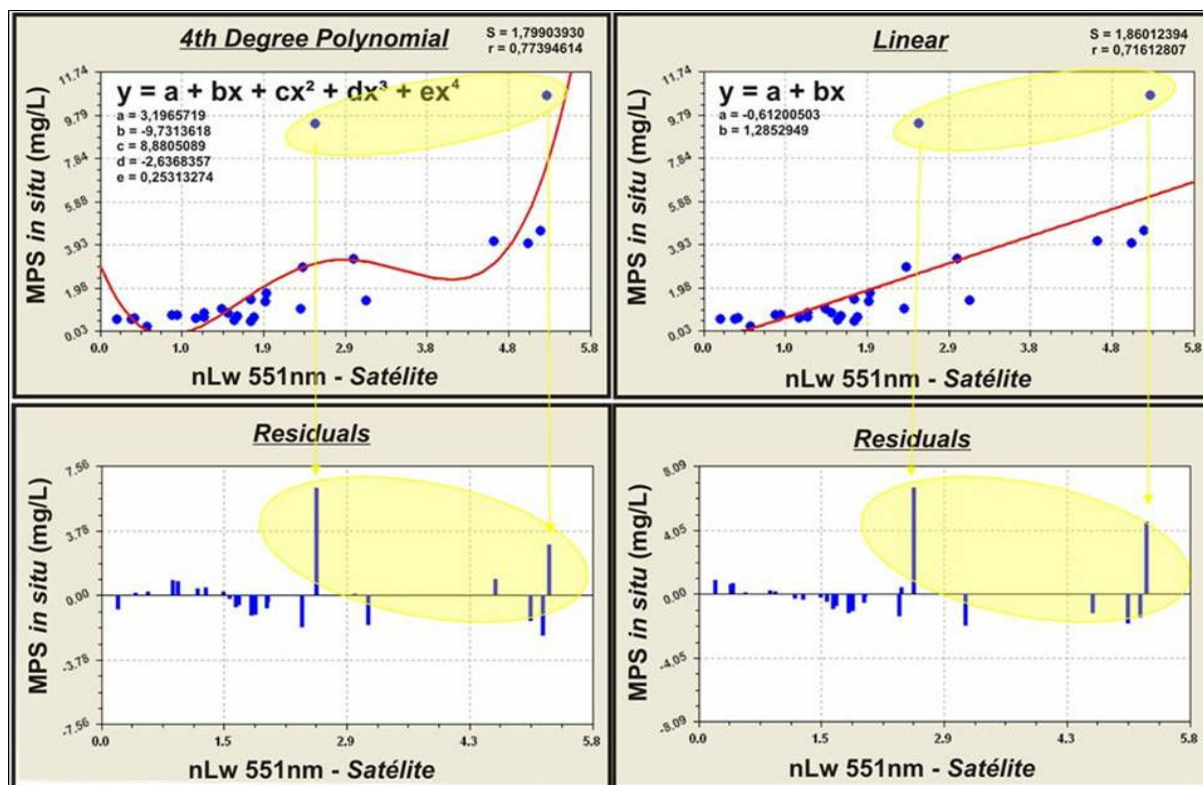 4th Degree Polynomial
S = 1,79903930
r = 0,77394614
y = a + bx + cx² + dx³ + ex⁴
a = 3,1965719
b = -9,7313618
c = 8,8805089
d = -2,6368357
e = 0,25313274
MPS in situ (mg/L)
11.74
9.79
7.84
5.88
3.93
1.98
0.03
0.0 1.0 1.9 2.9 3.8 4.8 5.8
nLw 551nm - Satélite
Linear
S = 1,86012394
r = 0,71612807
y = a + bx
a = -0,61200503
b = 1,2852949
MPS in situ (mg/L)
11.74
9.79
7.84
5.88
3.93
1.98
0.03
0.0 1.0 1.9 2.9 3.8 4.8 5.8
nLw 551nm - Satélite
Residuals
MPS in situ (mg/L)
7.56
3.78
0.00
-3.78
-7.56
0.0 1.5 2.9 4.3 5.8
nLw 551nm - Satélite
Residuals
MPS in situ (mg/L)
8.09
4.05
0.00
-4.05
-8.09
0.0 1.5 2.9 4.3 5.8
nLw 551nm - Satélite